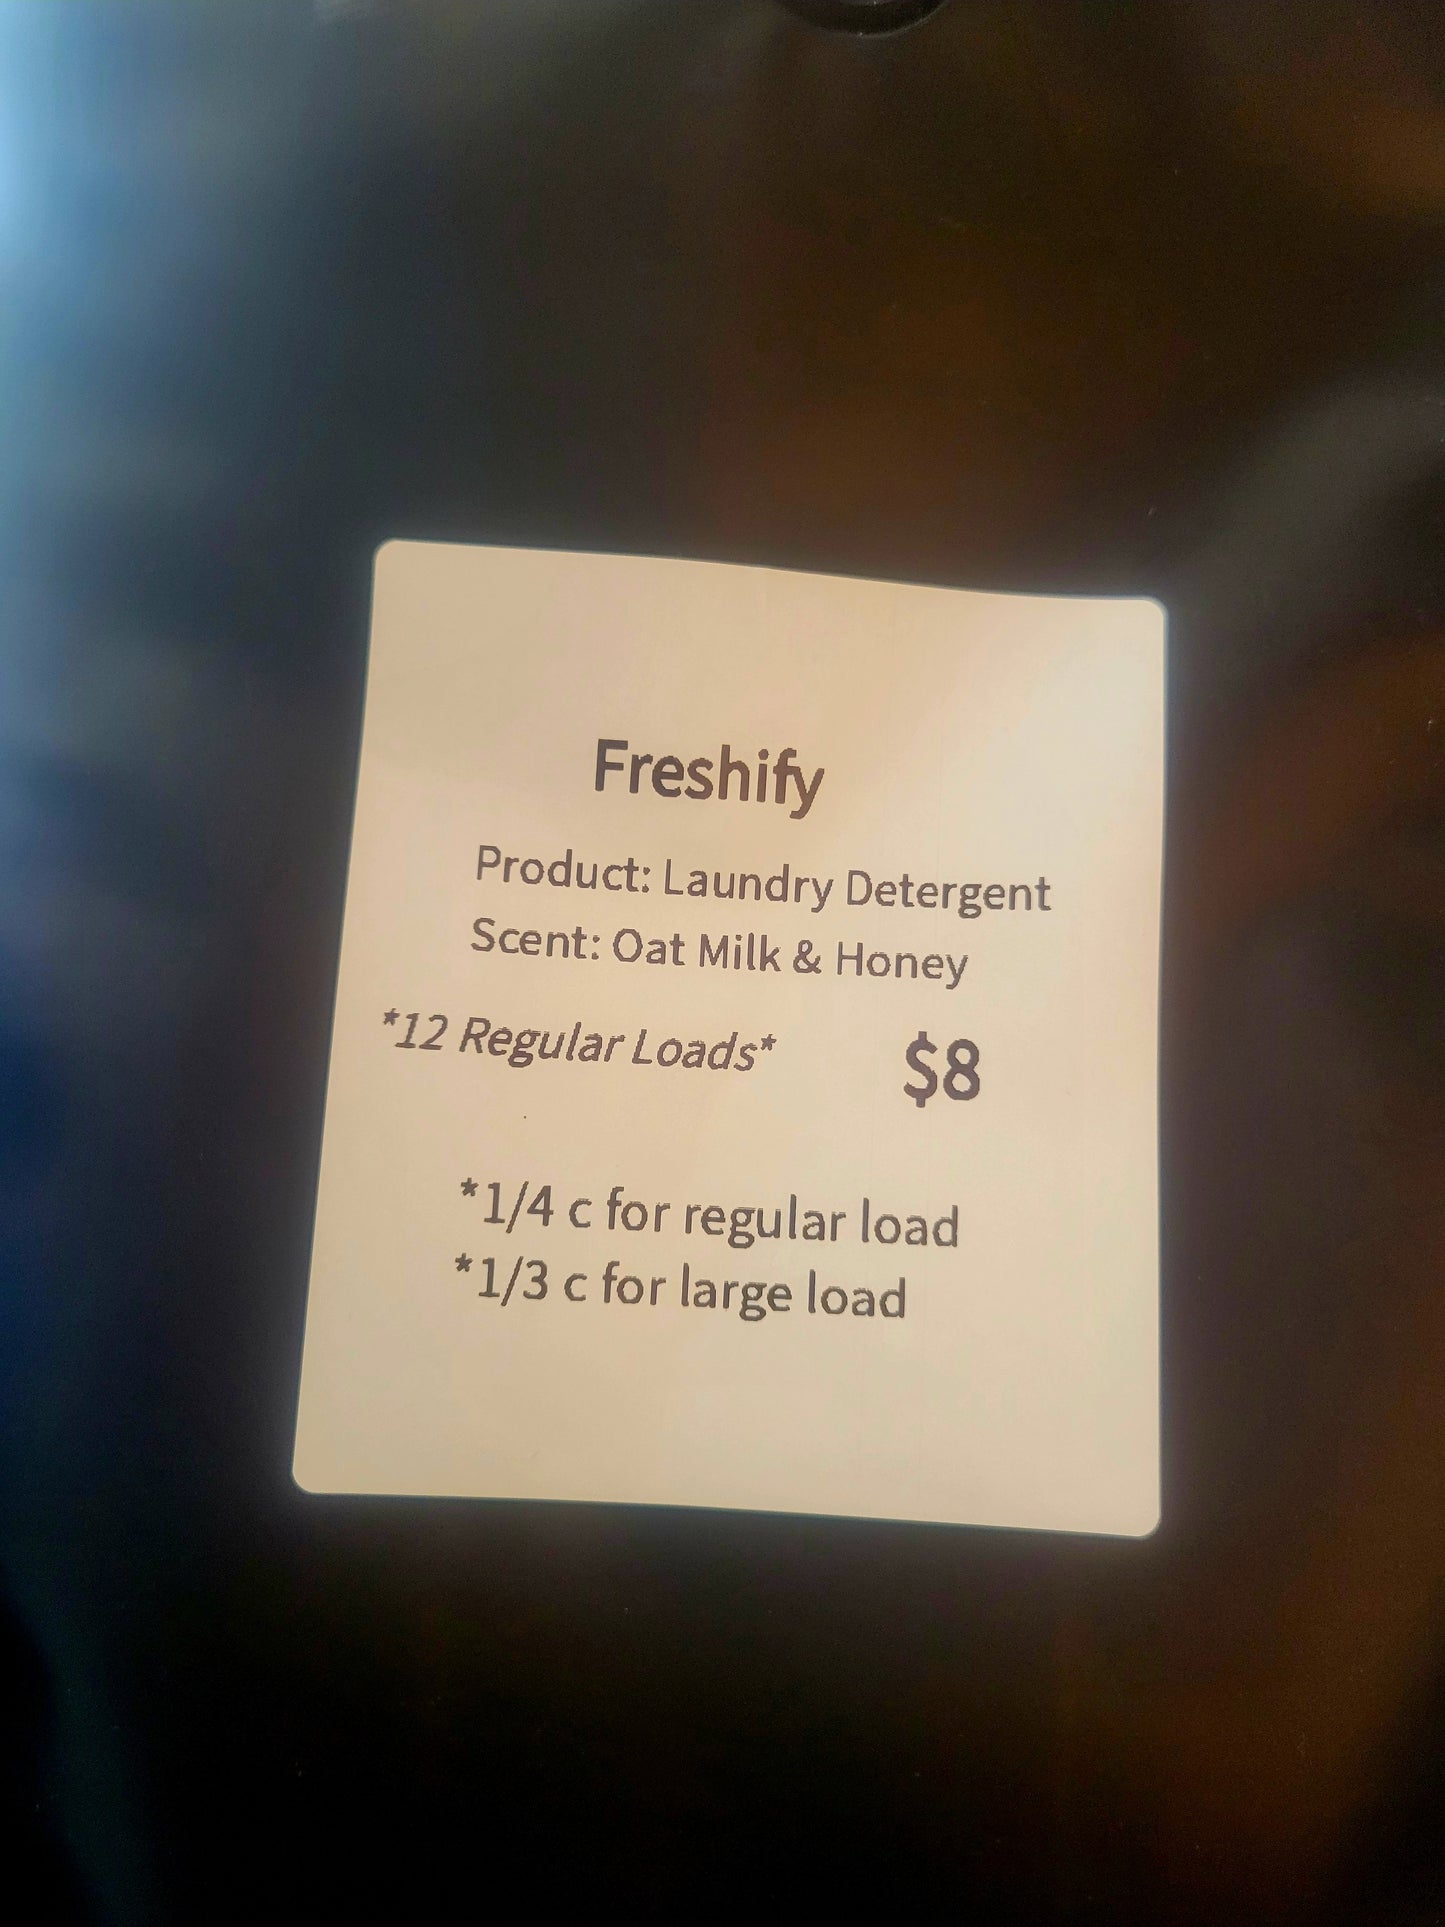 Freshify
Product: Laundry Detergent
Scent: Oat Milk & Honey
*12 Regular Loads* $8
*1/4 c for regular load
*1/3 c for large load